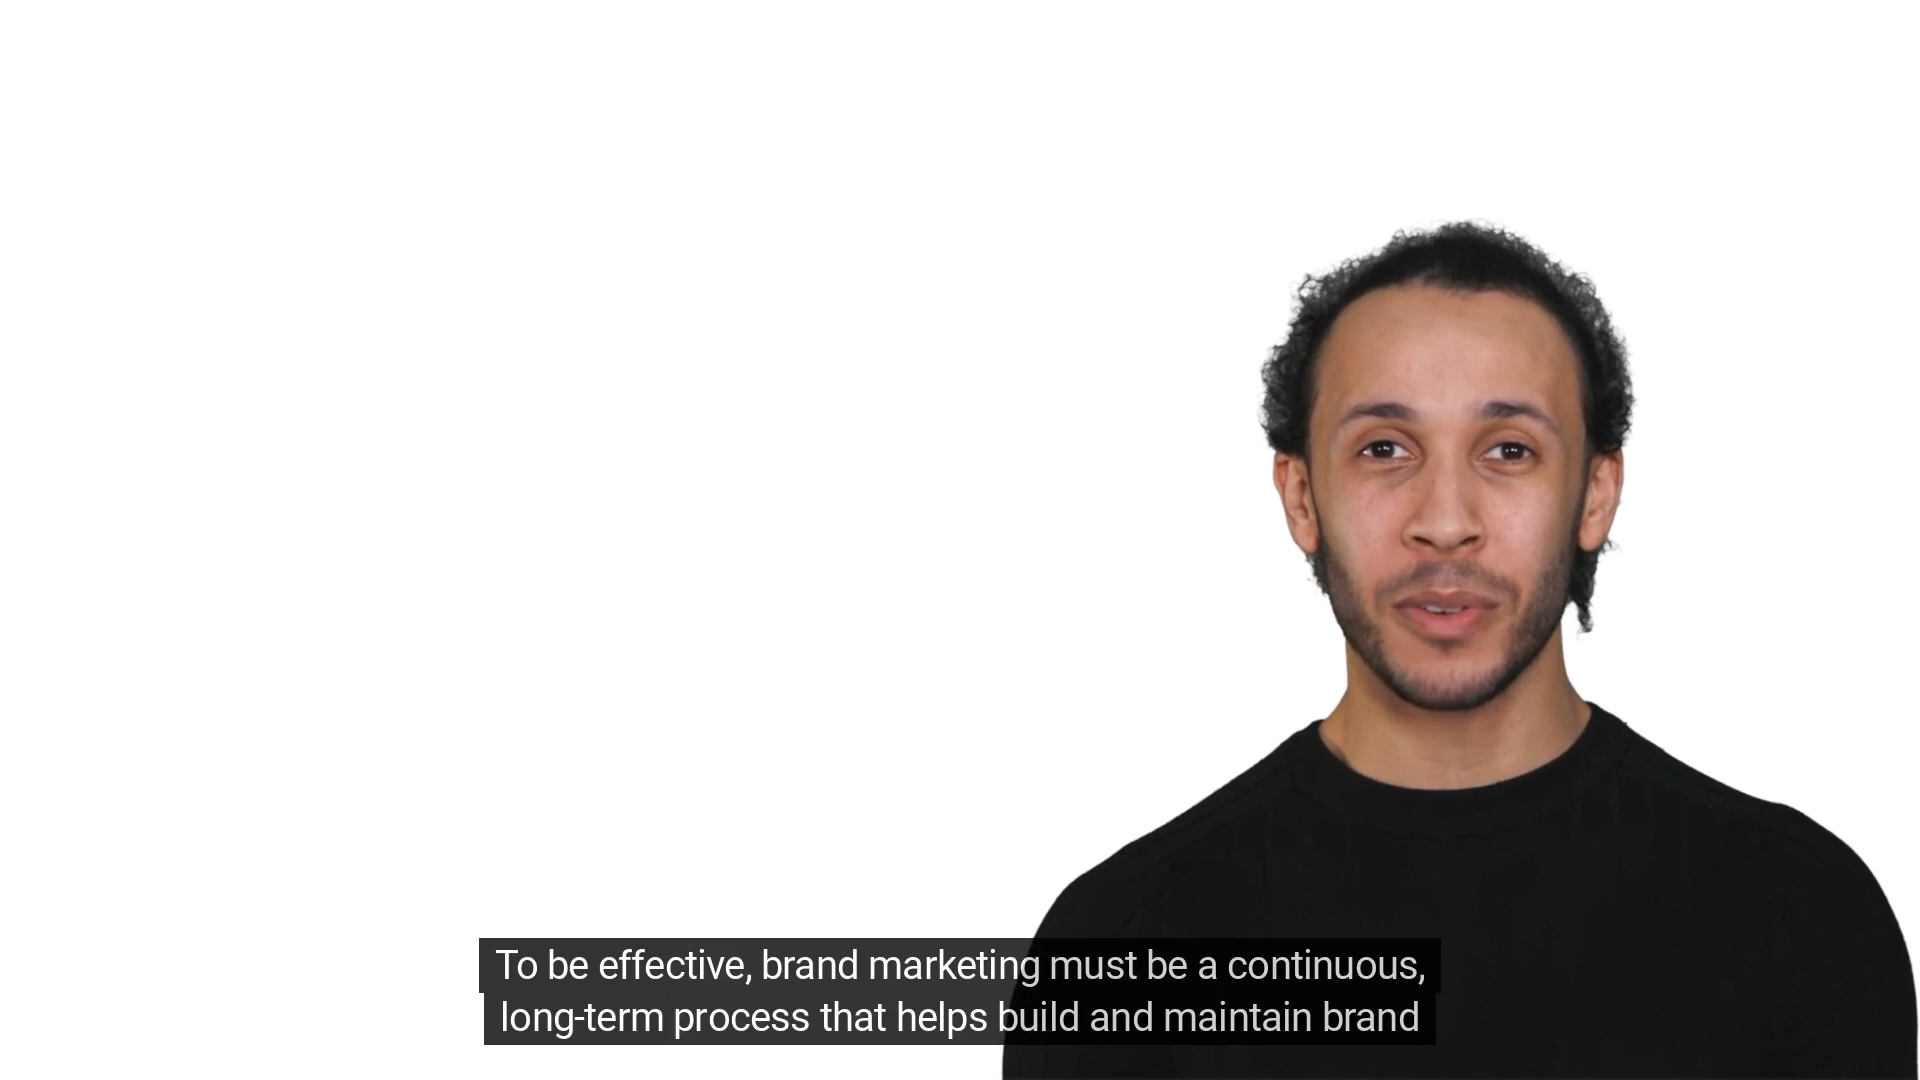 To be effective, brand marketing must be a continuous,
long-term process that helps build and maintain brand